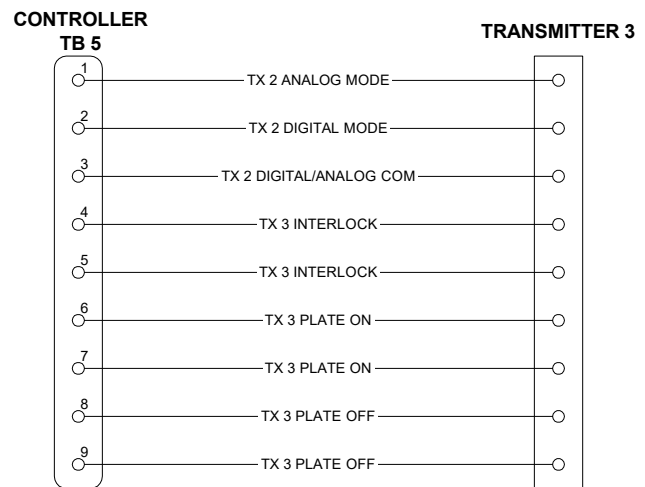 CONTROLLER
TB 5
TRANSMITTER 3
1 TX 2 ANALOG MODE
2 TX 2 DIGITAL MODE
3 TX 2 DIGITAL/ANALOG COM
4 TX 3 INTERLOCK
5 TX 3 INTERLOCK
6 TX 3 PLATE ON
7 TX 3 PLATE ON
8 TX 3 PLATE OFF
9 TX 3 PLATE OFF